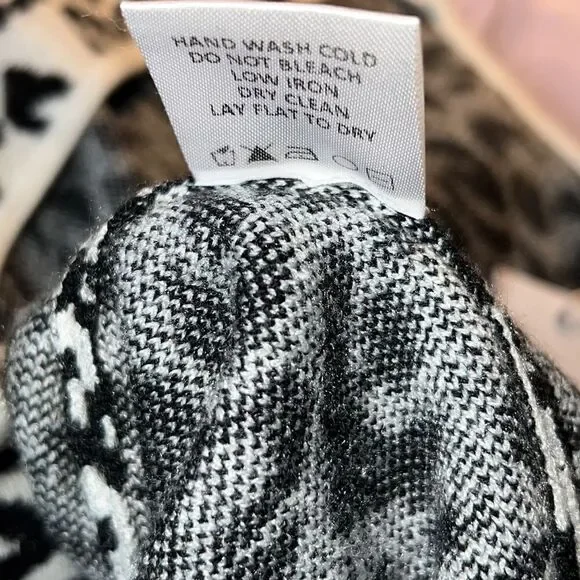 HAND WASH COLD
DO NOT BLEACH
LOW IRON
DRY CLEAN
LAY FLAT TO DRY